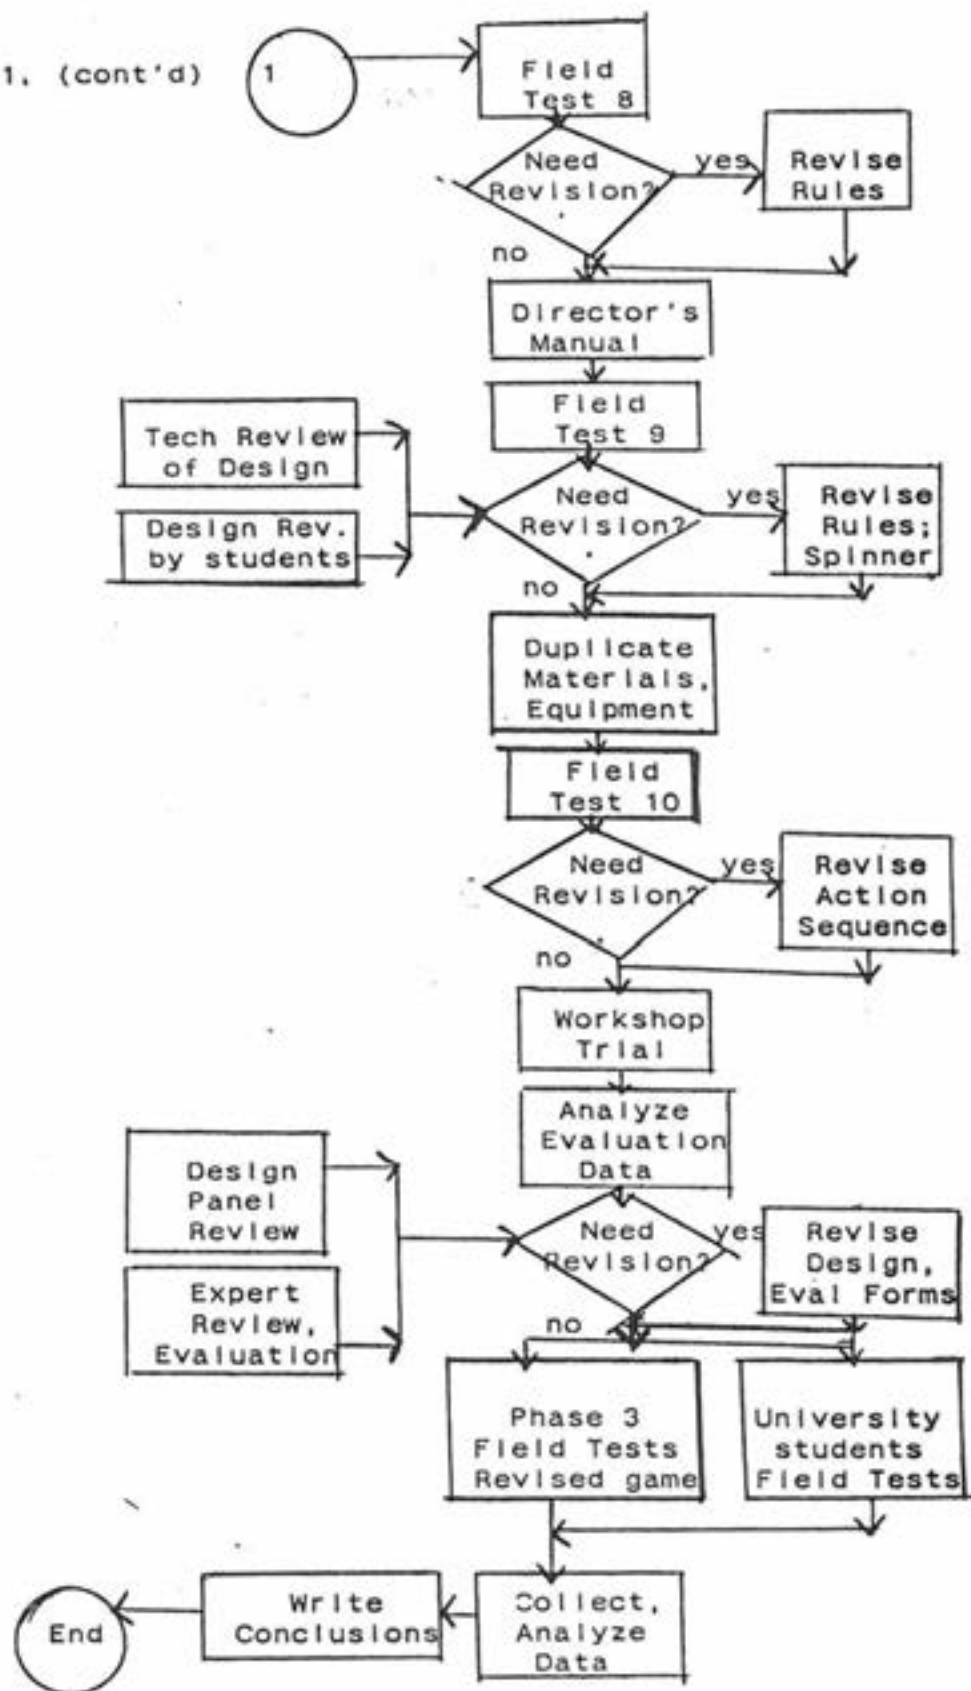 1. (cont'd)
1
Field
Test 8
Need
Revision?
yes
Revise
Rules
no
Director's
Manual
Field
Test 9
Tech Review
of Design
Design Rev.
by students
Need
Revision?
yes
Revise
Rules;
Spinner
no
Duplicate
Materials,
Equipment
Field
Test 10
Need
Revision?
yes
Revise
Action
Sequence
no
Workshop
Trial
Analyze
Evaluation
Data
Design
Panel
Review
Expert
Review,
Evaluation
Need
Revision?
yes
Revise
Design,
Eval Forms
no
Phase 3
Field Tests
Revised game
University
students
Field Tests
Collect,
Analyze
Data
Write
Conclusions
End